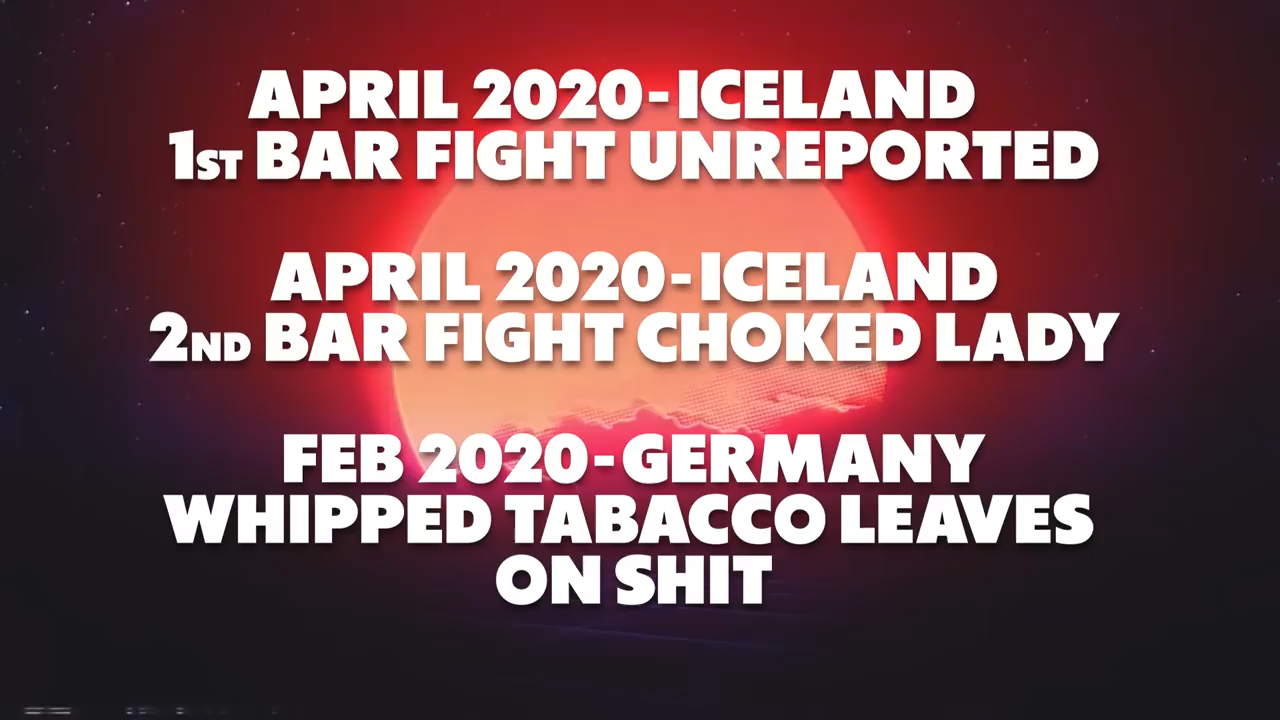 APRIL 2020-ICELAND
1ST BAR FIGHT UNREPORTED
APRIL 2020-ICELAND
2ND BAR FIGHT CHOKED LADY
FEB 2020-GERMANY
WHIPPED TABACCO LEAVES
ON SHIT